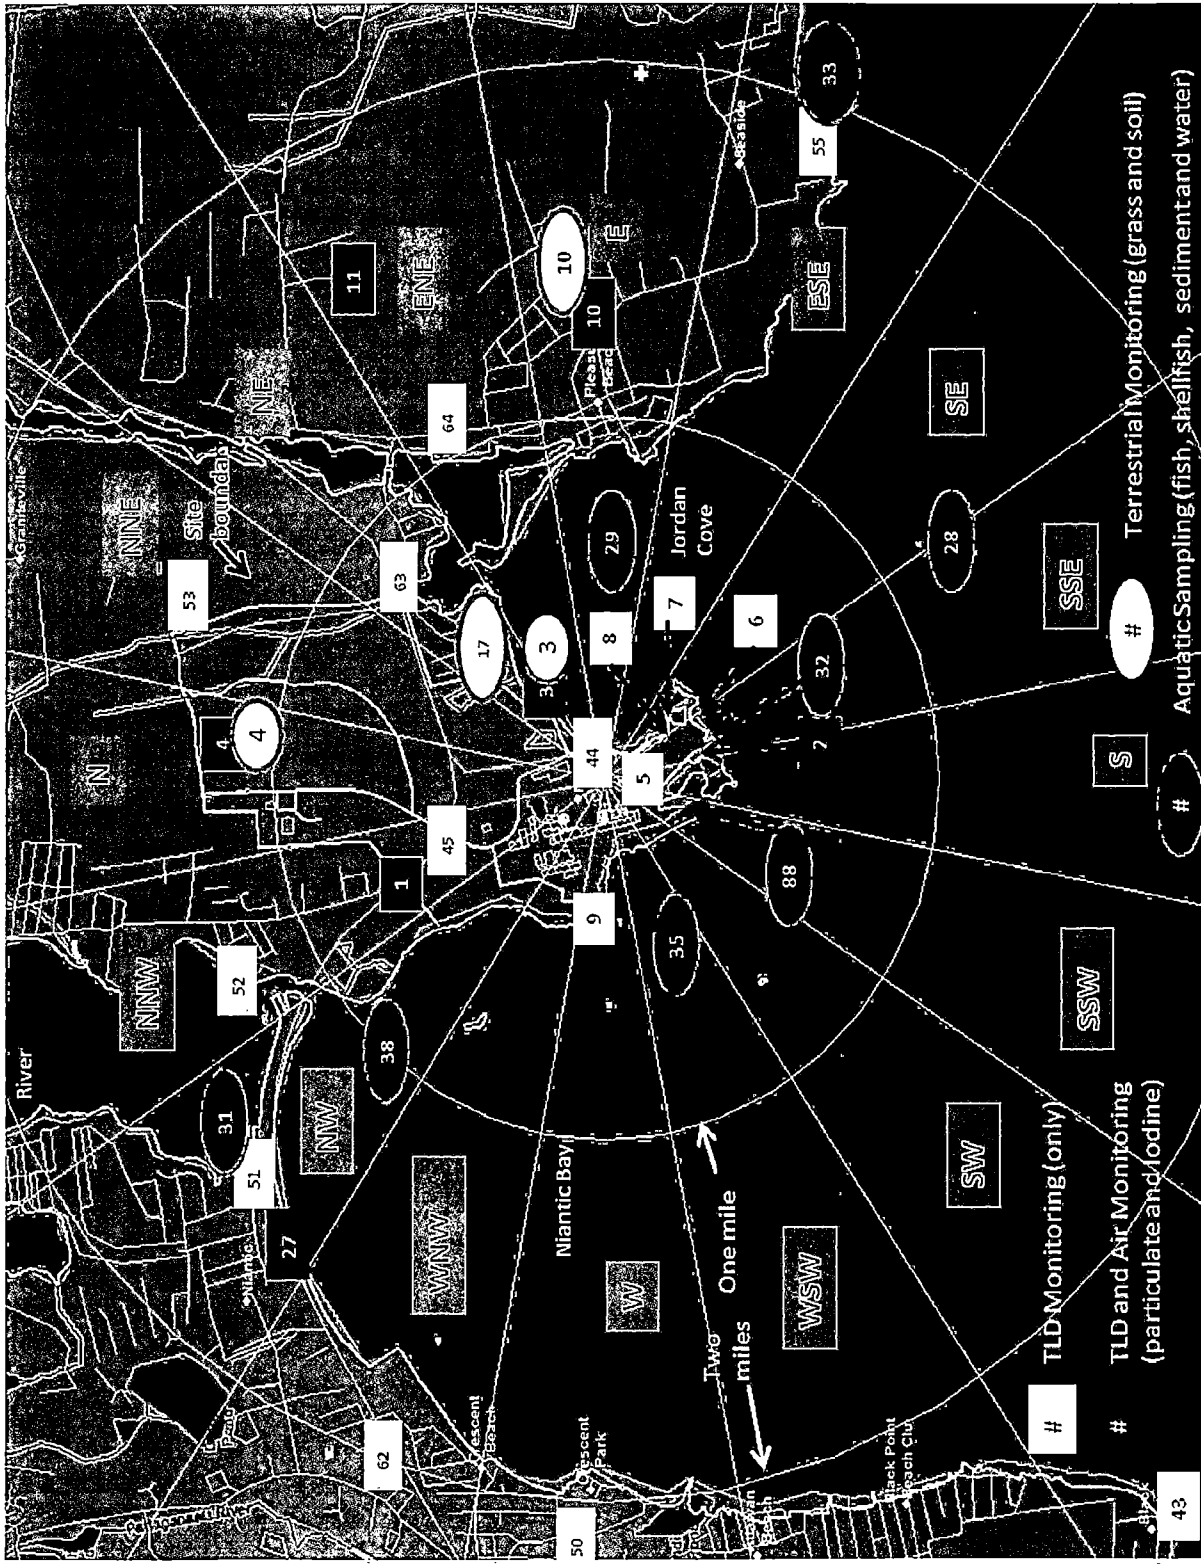 River
Graniteville
N
NNE
NNW
53
Site
boundary
31
52
4
4
51
NE
Niantic
27
NW
11
62
38
1
63
ENE
WNW
45
64
17
3
10
Niantic Bay
50
Crescent
Park
9
44
8
29
10
E
W
5
35
7
Jordan
Cove
Two
miles
One mile
6
Seaside
88
2
32
WSW
ESE
55
33
Black Point
Beach Club
28
SE
SW
SSE
SSW
S
# TLD Monitoring (only)
# TLD and Air Monitoring
(particulate and Iodine)
# Terrestrial Monitoring (grass and soil)
# Aquatic Sampling (fish, shellfish, sediment and water)
43